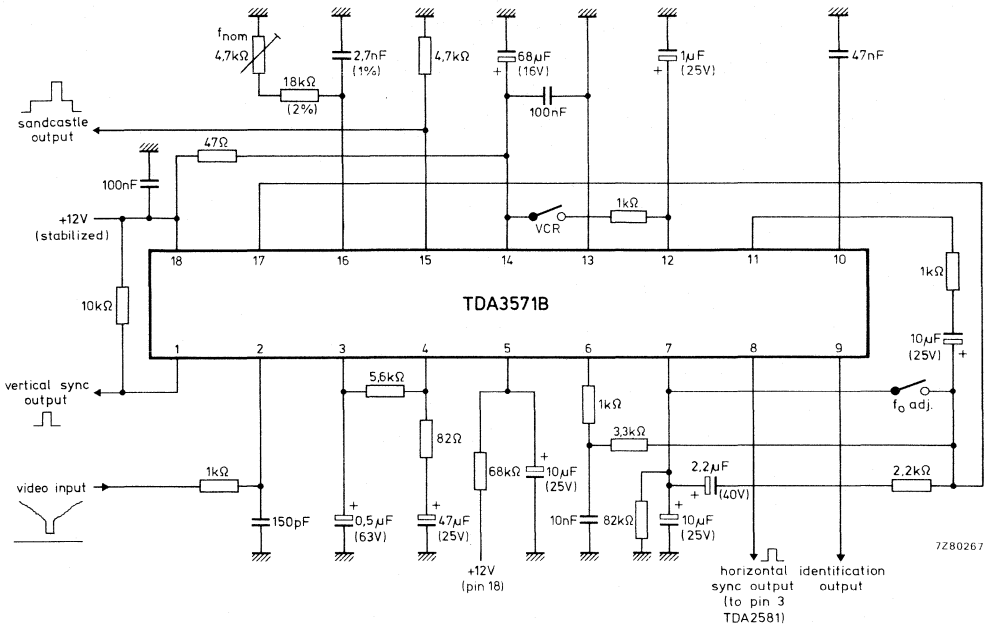 fnom
4,7kΩ
2,7nF
(1%)
4,7kΩ
68μF
(16V)
+
1μF
(25V)
+
47nF
18kΩ
(2%)
100nF
sandcastle
output
47Ω
100nF
+12V
(stabilized)
VCR
1kΩ
18 17 16 15 14 13 12 11 10
1kΩ
10kΩ
TDA3571B
10μF
(25V)
+
1 2 3 4 5 6 7 8 9
vertical sync
output
5,6kΩ
fo adj.
1kΩ
82Ω
3,3kΩ
1kΩ
68kΩ
+
10μF
(25V)
2,2μF
+
(40V)
2,2kΩ
video input
150pF
+
0,5μF
(63V)
+
47μF
(25V)
10nF
82kΩ
+
10μF
(25V)
7Z80267
+12V
(pin 18)
horizontal
sync output
(to pin 3
TDA2581)
identification
output